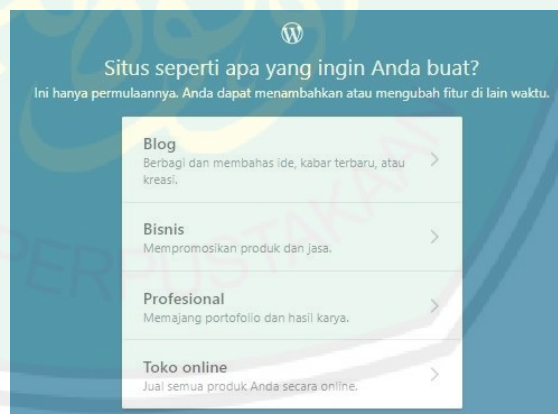 Situs seperti apa yang ingin Anda buat?
Ini hanya permulaannya. Anda dapat menambahkan atau mengubah fitur di lain waktu.
Blog
Berbagi dan membahas ide, kabar terbaru, atau
kreasi.
Bisnis
Mempromosikan produk dan jasa.
Profesional
Memajang portofolio dan hasil karya.
Toko online
Jual semua produk Anda secara online.
PERPUSTAKAAN